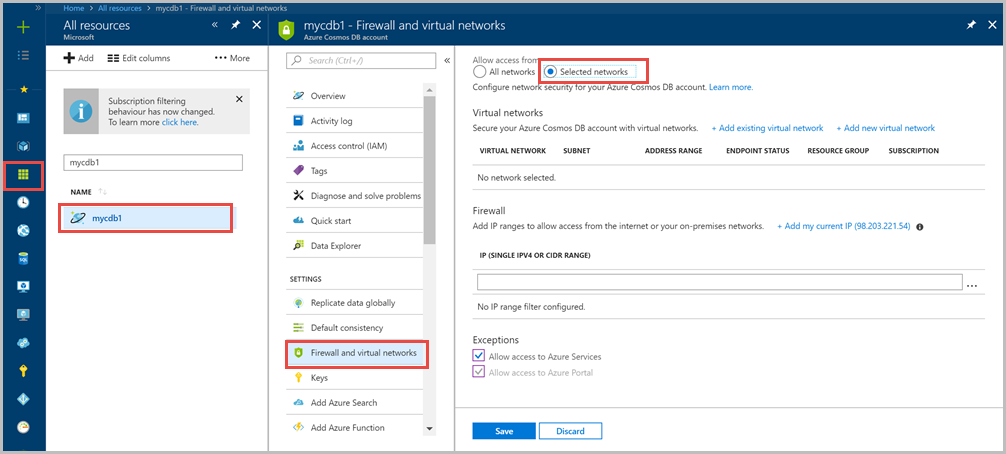 Home > All resources > mycdb1 - Firewall and virtual networks
All resources
Microsoft
Add Edit columns ••• More
Subscription filtering
behaviour has now changed.
To learn more click here.
mycdb1
NAME
mycdb1
mycdb1 - Firewall and virtual networks
Azure Cosmos DB account
Search (Ctrl+/)
Overview
Activity log
Access control (IAM)
Tags
Diagnose and solve problems
Quick start
Data Explorer
SETTINGS
Replicate data globally
Default consistency
Firewall and virtual networks
Keys
Add Azure Search
Add Azure Function
Allow access from
All networks Selected networks
Configure network security for your Azure Cosmos DB account. Learn more.
Virtual networks
Secure your Azure Cosmos DB account with virtual networks. + Add existing virtual network + Add new virtual network
VIRTUAL NETWORK SUBNET ADDRESS RANGE ENDPOINT STATUS RESOURCE GROUP SUBSCRIPTION
No network selected.
Firewall
Add IP ranges to allow access from the internet or your on-premises networks. + Add my current IP (98.203.221.54)
IP (SINGLE IPV4 OR CIDR RANGE)
...
No IP range filter configured.
Exceptions
Allow access to Azure Services
Allow access to Azure Portal
Save Discard